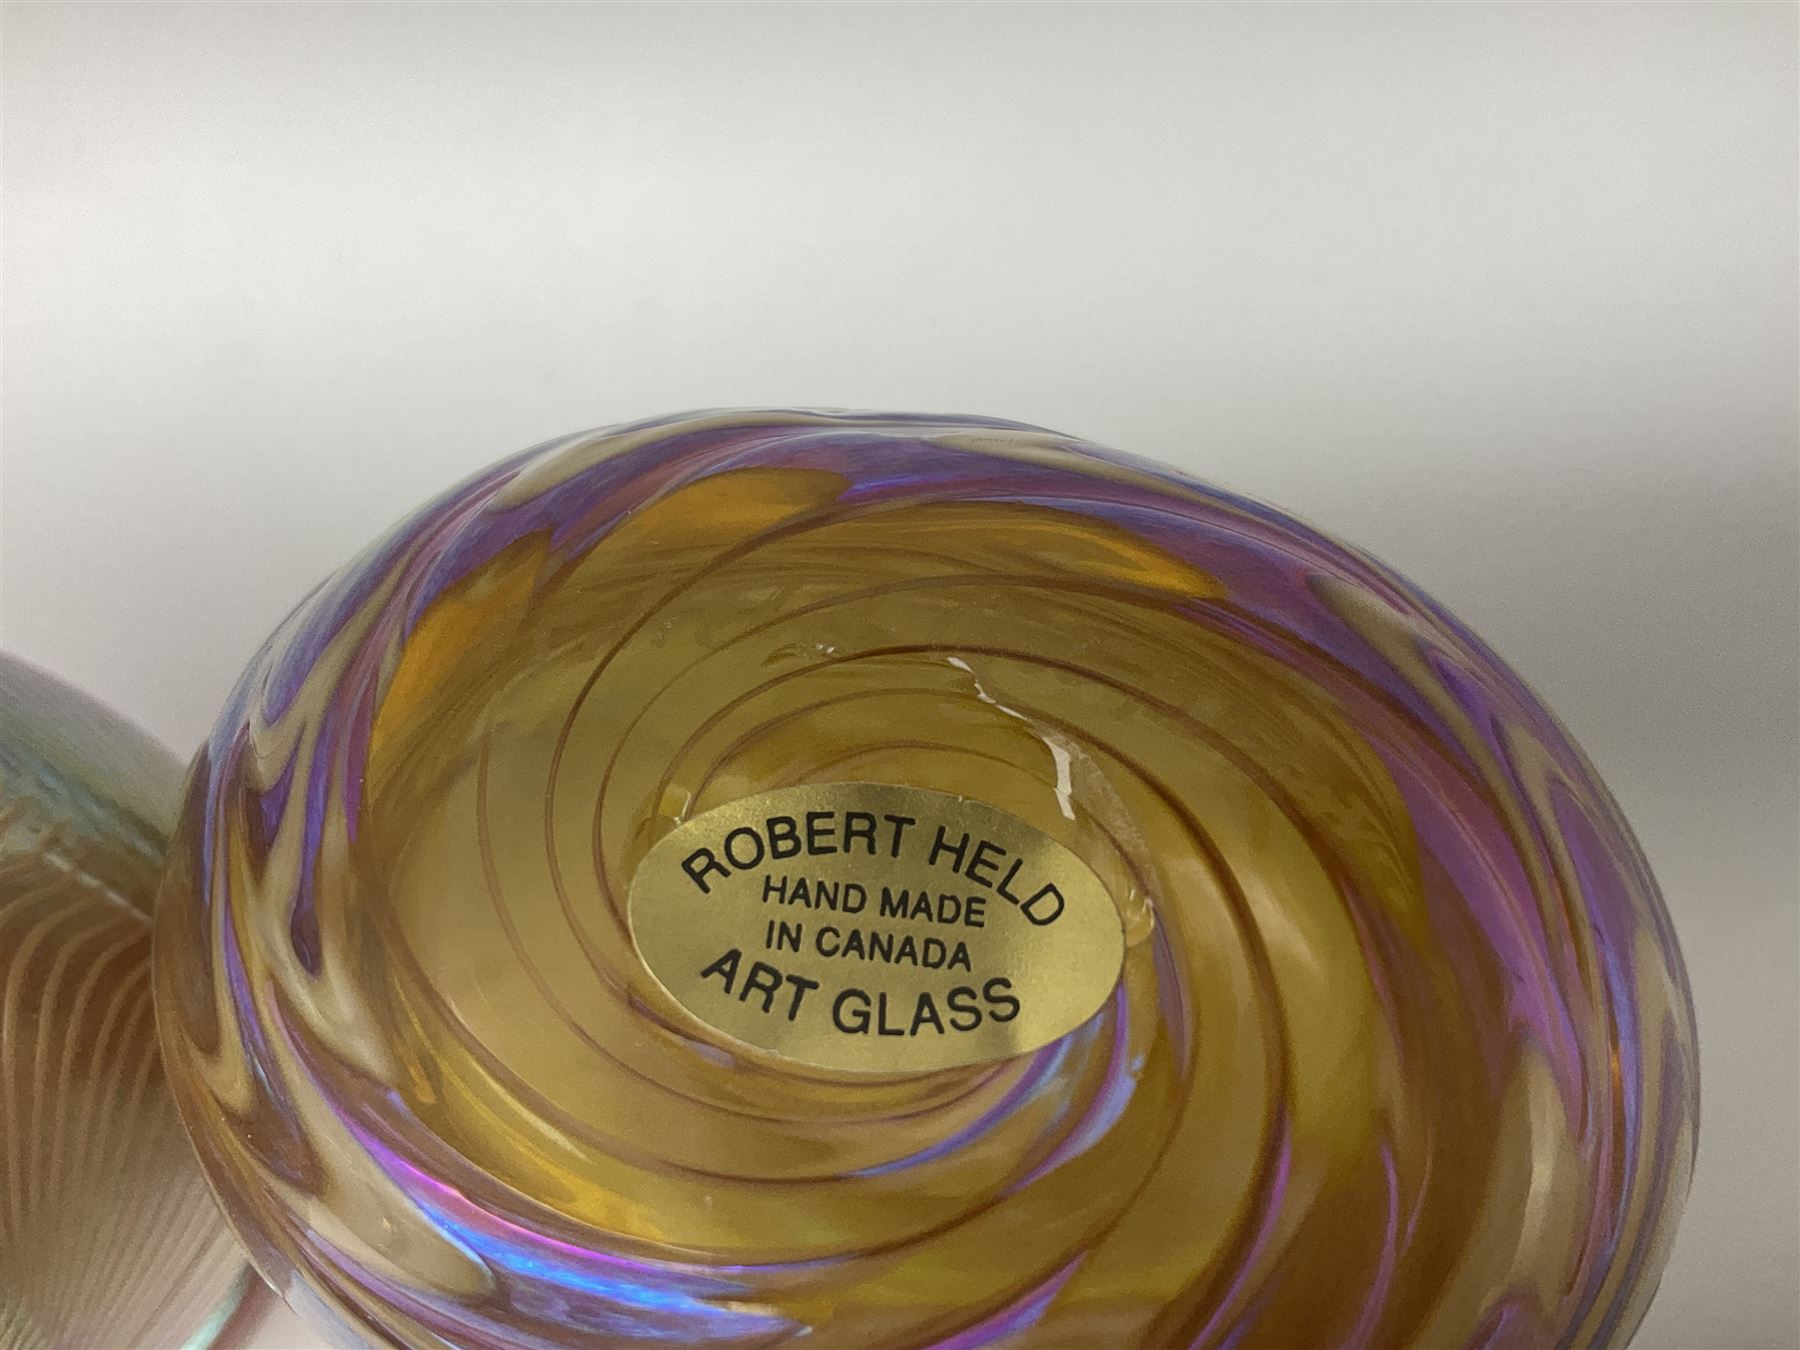 ROBERT HELD
HAND MADE
IN CANADA
ART GLASS